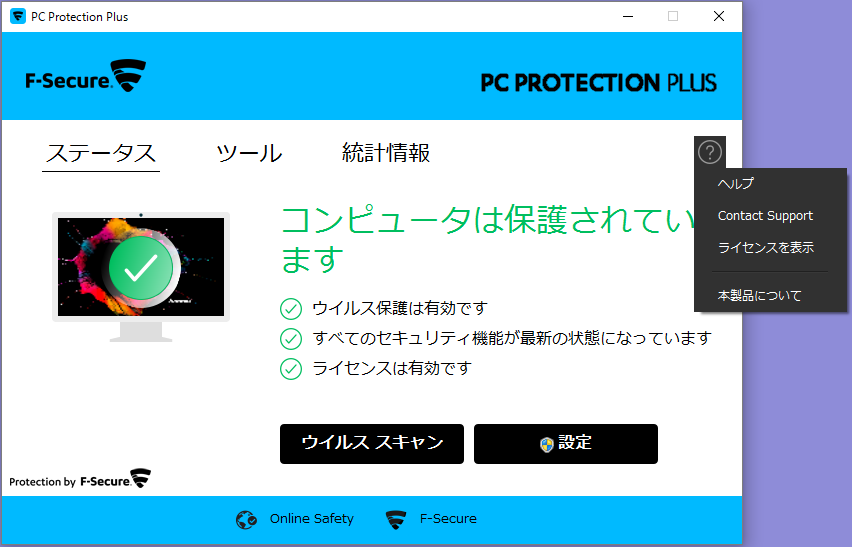 PC Protection Plus
F-Secure.
PC PROTECTION PLUS
ステータス
ツール
統計情報
ヘルプ
Contact Support
ライセンスを表示
本製品について
コンピュータは保護されてい
ます
ウイルス保護は有効です
すべてのセキュリティ機能が最新の状態になっています
ライセンスは有効です
ウイルス スキャン
設定
Protection by F-Secure.
Online Safety
F-Secure